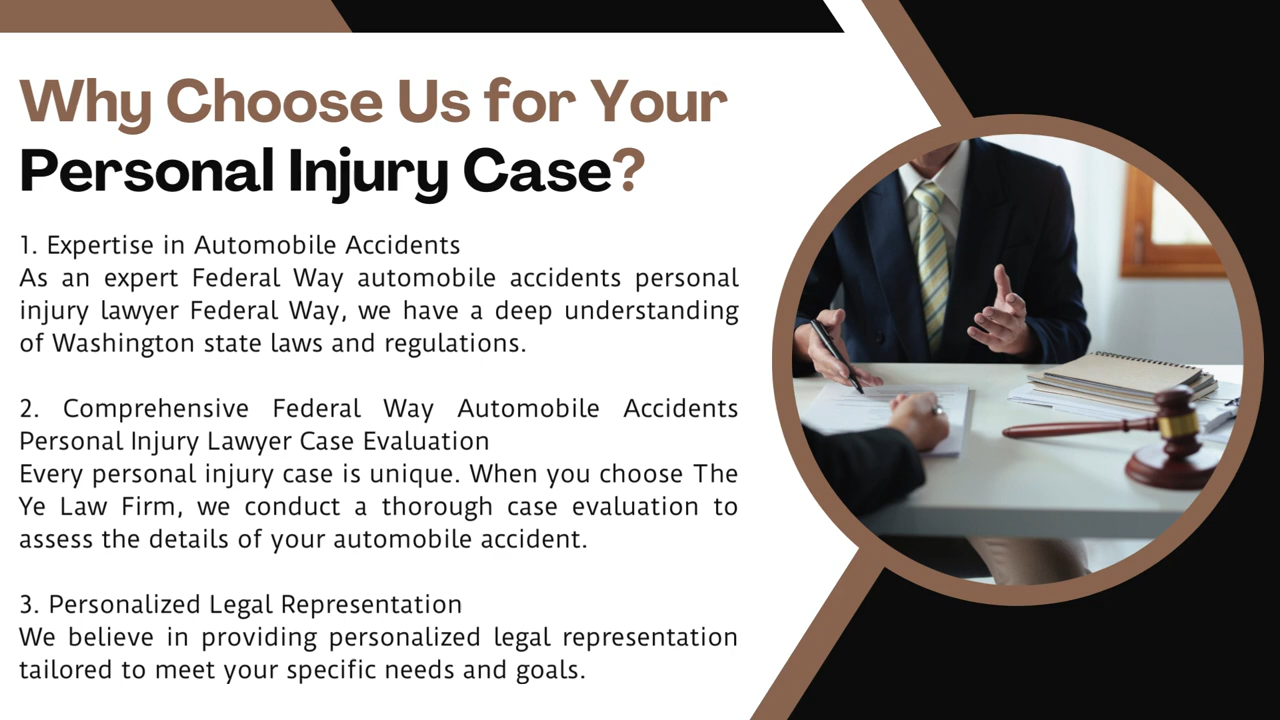 Why Choose Us for Your
Personal Injury Case?
1. Expertise in Automobile Accidents
As an expert Federal Way automobile accidents personal
injury lawyer Federal Way, we have a deep understanding
of Washington state laws and regulations.
2. Comprehensive Federal Way Automobile Accidents
Personal Injury Lawyer Case Evaluation
Every personal injury case is unique. When you choose The
Ye Law Firm, we conduct a thorough case evaluation to
assess the details of your automobile accident.
3. Personalized Legal Representation
We believe in providing personalized legal representation
tailored to meet your specific needs and goals.